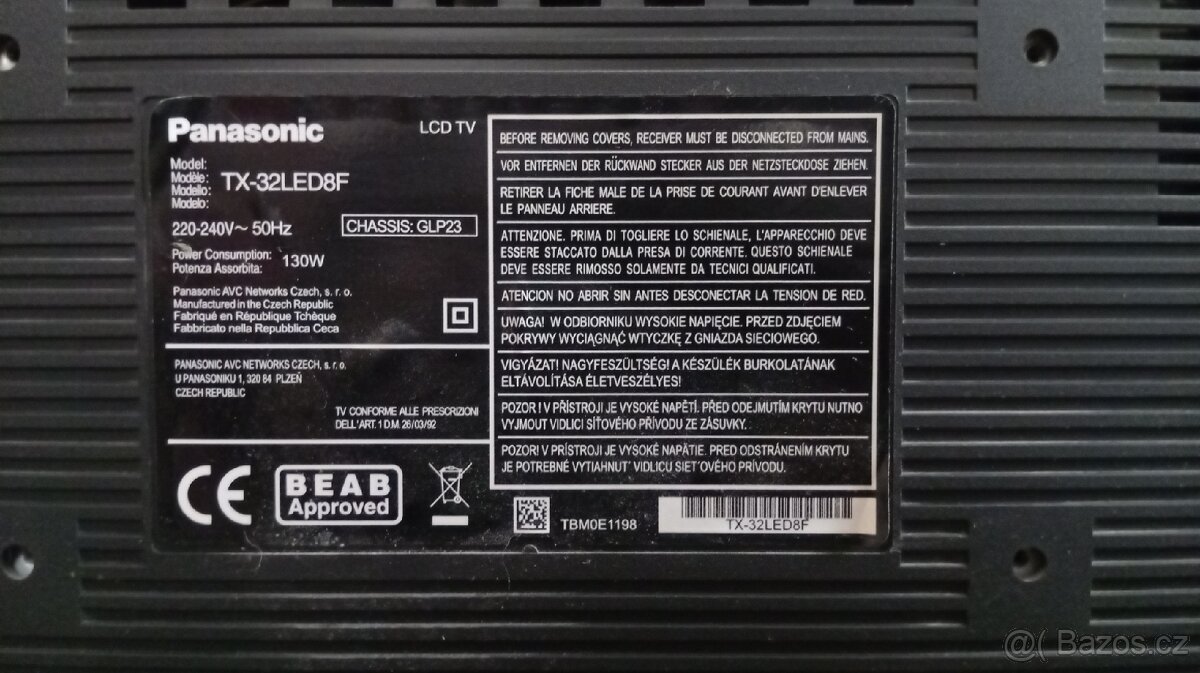 Panasonic
LCD TV
Model:
Modèle:
Modello:
Modelo:
TX-32LED8F
220-240V~ 50Hz
CHASSIS: GLP23
Power Consumption:
Potenza Assorbita:
130W
Panasonic AVC Networks Czech, s. r. o.
Manufactured in the Czech Republic
Fabriqué en République Tchèque
Fabbricato nella Repubblica Ceca
PANASONIC AVC NETWORKS CZECH, s. r. o.
U PANASONIKU 1, 320 84 PLZEŇ
CZECH REPUBLIC
TV CONFORME ALLE PRESCRIZIONI
DELL'ART. 1 D.M. 26/03/92
CE
BEAB
Approved
BEFORE REMOVING COVERS, RECEIVER MUST BE DISCONNECTED FROM MAINS.
VOR ENTFERNEN DER RÜCKWAND STECKER AUS DER NETZSTECKDOSE ZIEHEN.
RETIRER LA FICHE MALE DE LA PRISE DE COURANT AVANT D'ENLEVER
LE PANNEAU ARRIERE.
ATTENZIONE. PRIMA DI TOGLIERE LO SCHIENALE, L'APPARECCHIO DEVE
ESSERE STACCATO DALLA PRESA DI CORRENTE. QUESTO SCHIENALE
DEVE ESSERE RIMOSSO SOLAMENTE DA TECNICI QUALIFICATI.
ATENCION NO ABRIR SIN ANTES DESCONECTAR LA TENSION DE RED.
UWAGA! W ODBIORNIKU WYSOKIE NAPIĘCIE. PRZED ZDJĘCIEM
POKRYWY WYCIĄGNĄĆ WTYCZKĘ Z GNIAZDA SIECIOWEGO.
VIGYÁZAT! NAGYFESZÜLTSÉG! A KÉSZÜLÉK BURKOLATÁNAK
ELTÁVOLÍTÁSA ÉLETVESZÉLYES!
POZOR ! V PŘÍSTROJI JE VYSOKÉ NAPĚTÍ. PŘED ODEJMUTÍM KRYTU NUTNO
VYJMOUT VIDLICI SÍŤOVÉHO PŘÍVODU ZE ZÁSUVKY.
POZOR! V PRÍSTROJI JE VYSOKÉ NAPÄTIE. PRED ODSTRÁNENÍM KRYTU
JE POTREBNÉ VYTIAHNUT´ VIDLICU SIET´OVÉHO PRÍVODU.
TBM0E1198
TX-32LED8F
@( Bazos.cz